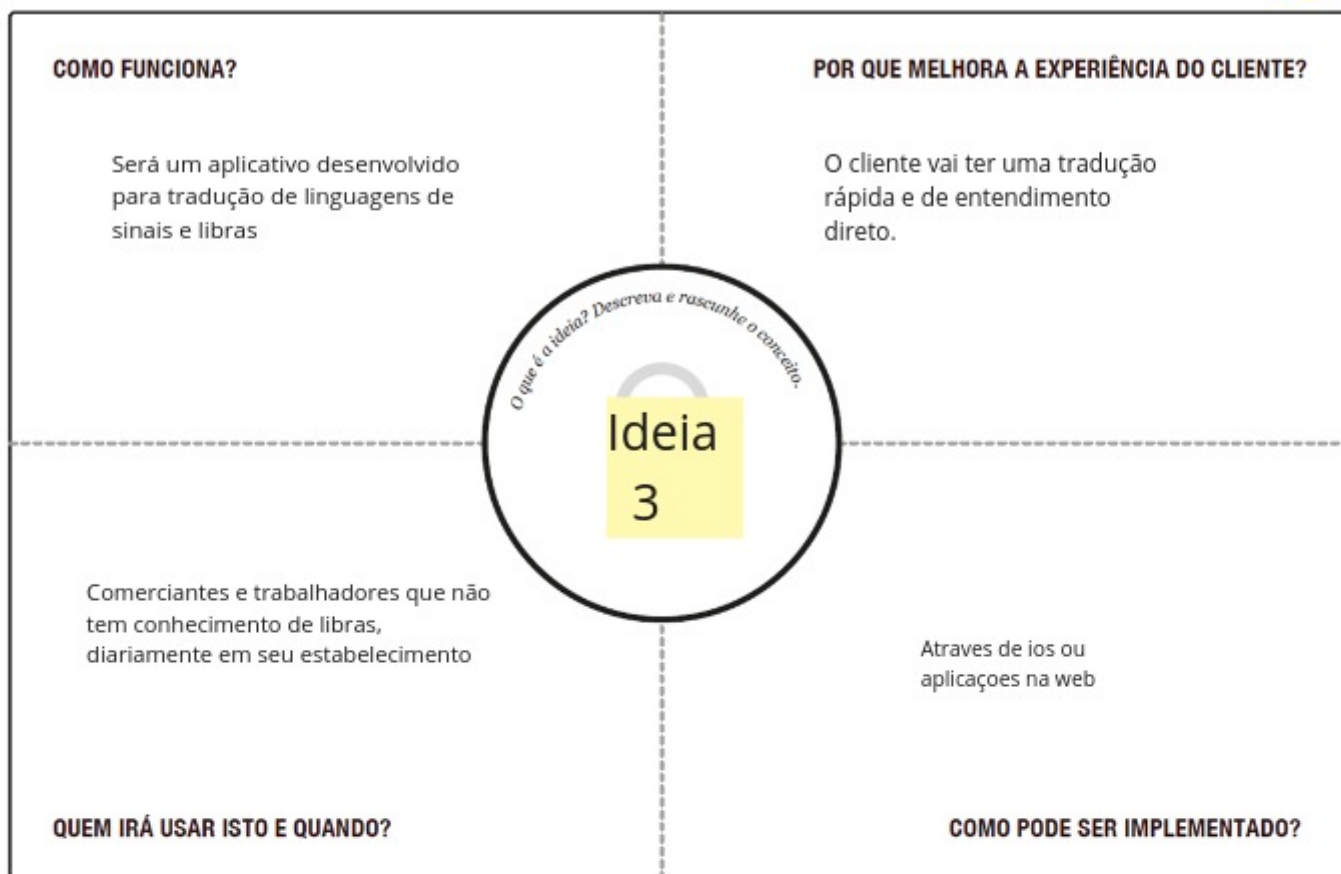 COMO FUNCIONA?
Será um aplicativo desenvolvido
para tradução de linguagens de
sinais e libras
POR QUE MELHORA A EXPERIÊNCIA DO CLIENTE?
O cliente vai ter uma tradução
rápida e de entendimento
direto.
O que é a ideia? Descreva e rascunhe o conceito.
Ideia
3
Comerciantes e trabalhadores que não
tem conhecimento de libras,
diariamente em seu estabelecimento
QUEM IRÁ USAR ISTO E QUANDO?
Atraves de ios ou
aplicaçoes na web
COMO PODE SER IMPLEMENTADO?